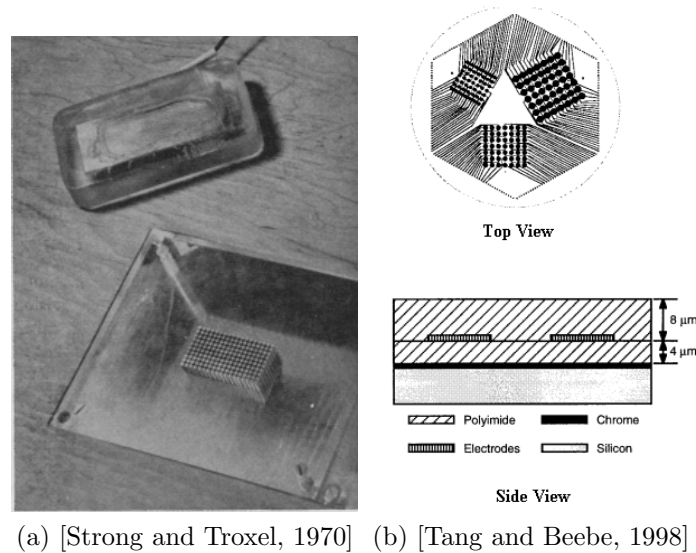 Top View
8 μm
4 μm
Polyimide
Chrome
Electrodes
Silicon
Side View
(a) [Strong and Troxel, 1970]
(b) [Tang and Beebe, 1998]